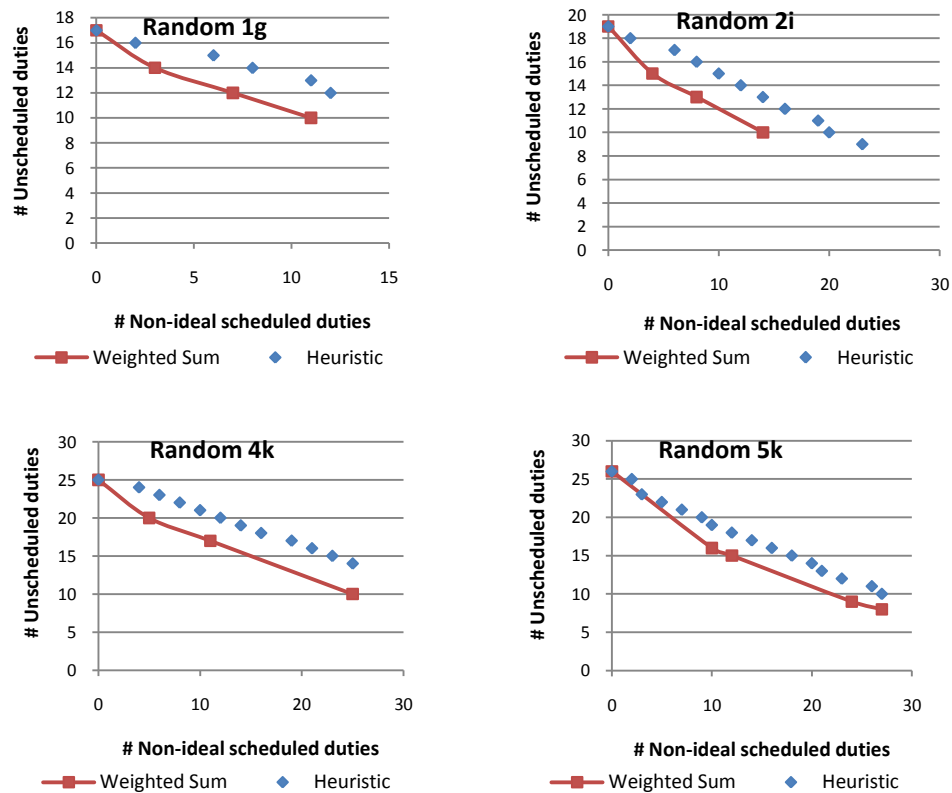 Random 1g
# Unscheduled duties
18
16
14
12
10
8
6
4
2
0
0 5 10 15
# Non-ideal scheduled duties
Weighted Sum Heuristic
Random 2i
# Unscheduled duties
20
18
16
14
12
10
8
6
4
2
0
0 10 20 30
# Non-ideal scheduled duties
Weighted Sum Heuristic
Random 4k
# Unscheduled duties
30
25
20
15
10
5
0
0 10 20 30
# Non-ideal scheduled duties
Weighted Sum Heuristic
Random 5k
# Unscheduled duties
30
25
20
15
10
5
0
0 10 20 30
# Non-ideal scheduled duties
Weighted Sum Heuristic